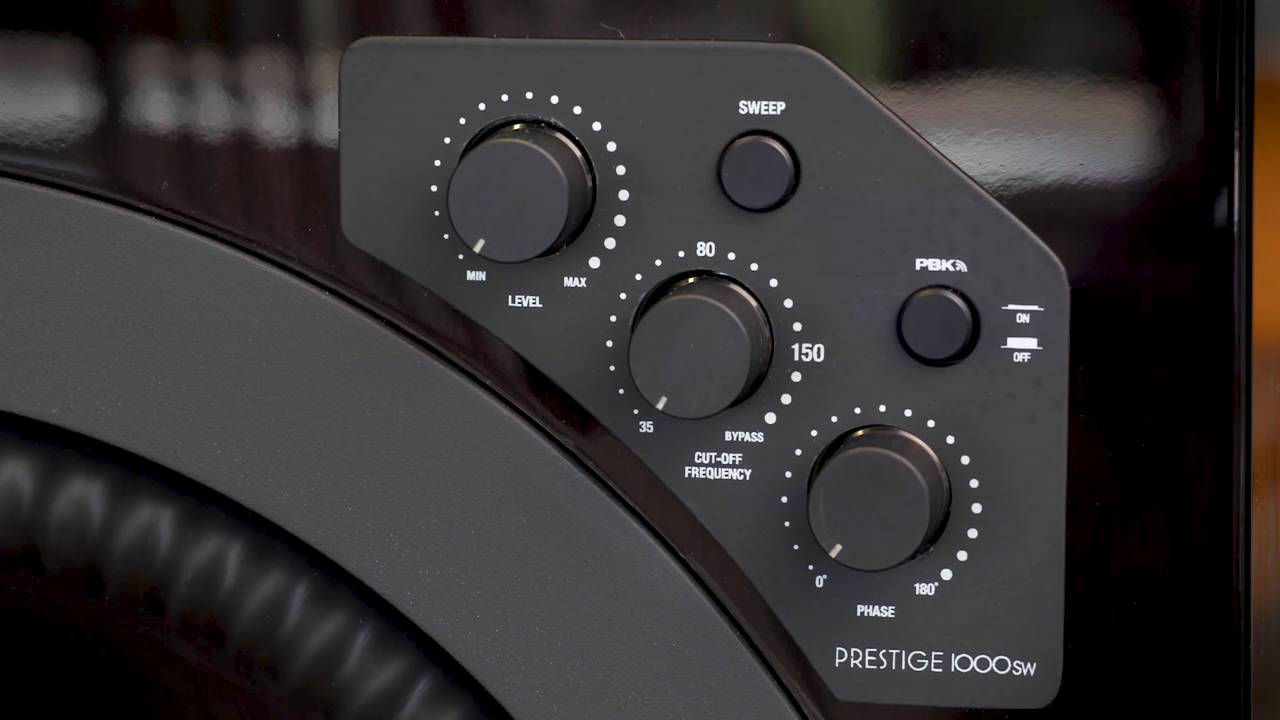 SWEEP
MIN
MAX
LEVEL
80
150
35
BYPASS
CUT-OFF
FREQUENCY
PBK
ON
OFF
0°
180°
PHASE
PRESTIGE 1000SW